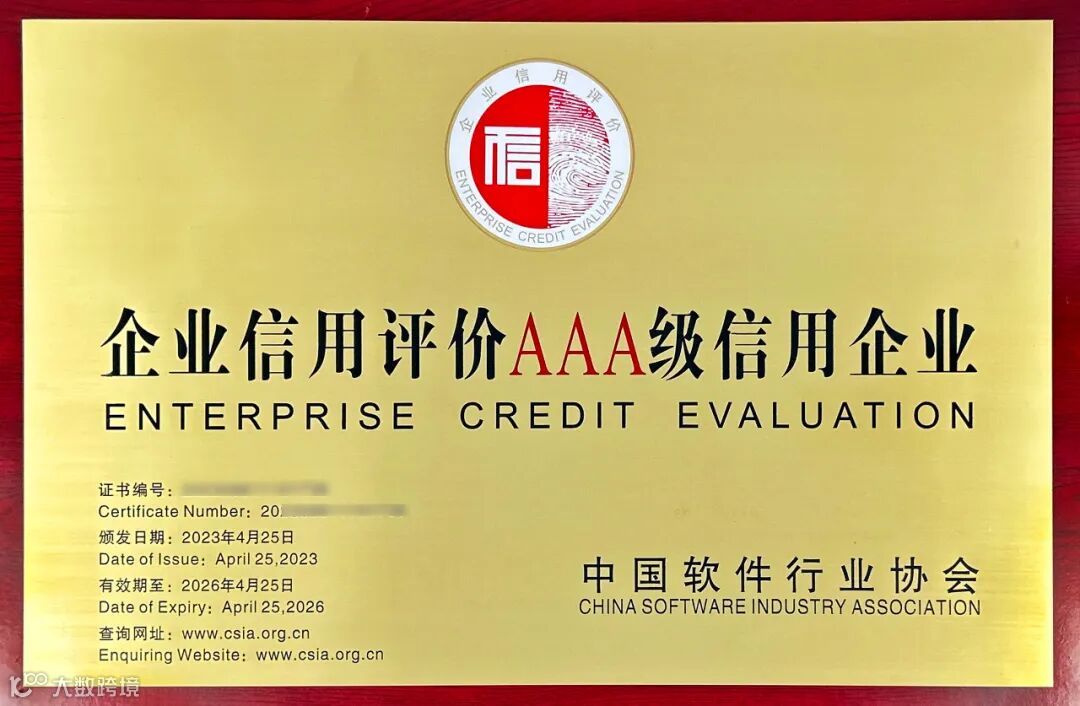 企业信用评价
信
ENTERPRISE CREDIT EVALUATION
企业信用评价AAA级信用企业
ENTERPRISE CREDIT EVALUATION
证书编号：
Certificate Number: 20
颁发日期：2023年4月25日
Date of Issue: April 25,2023
有效期至：2026年4月25日
Date of Expiry: April 25,2026
查询网址：www.csia.org.cn
Enquiring Website: www.csia.org.cn
中国软件行业协会
CHINA SOFTWARE INDUSTRY ASSOCIATION
大数跨境